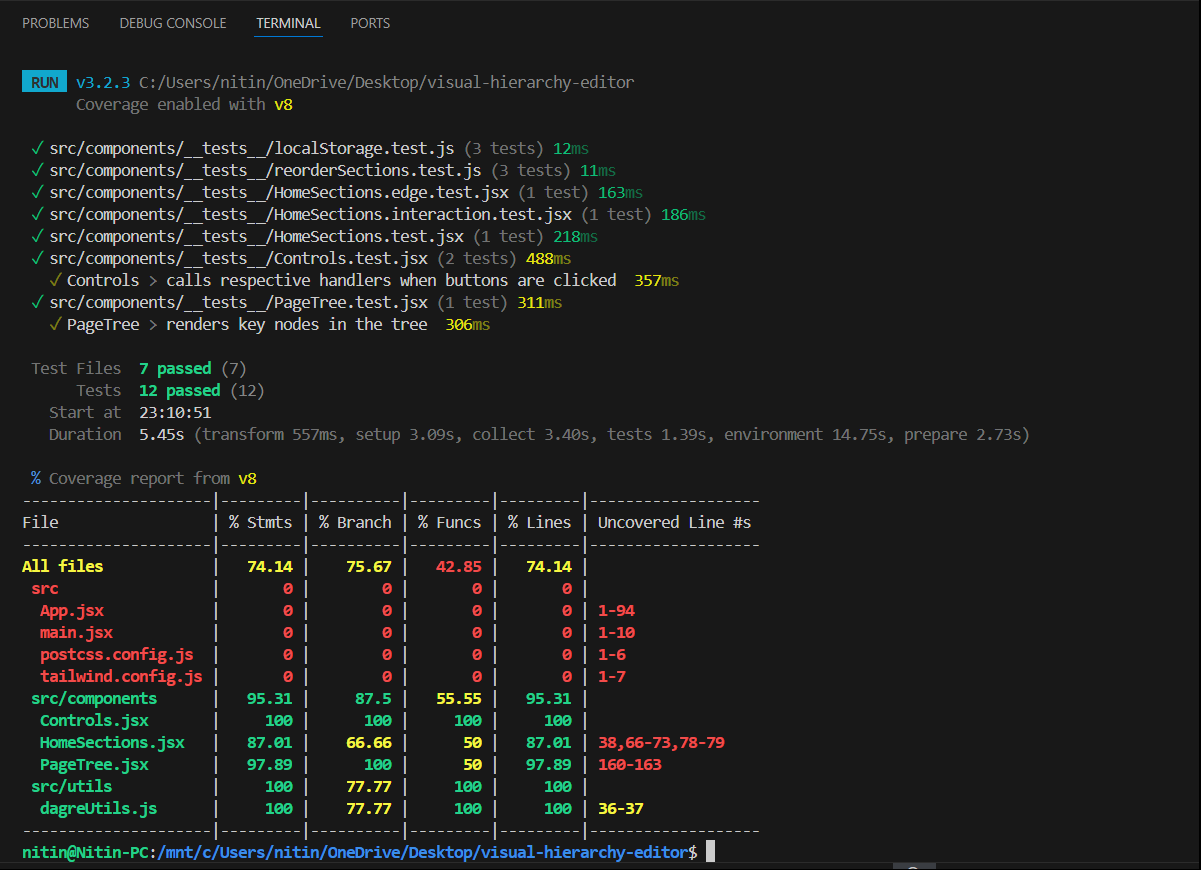 PROBLEMS DEBUG CONSOLE TERMINAL PORTS
RUN v3.2.3 C:/Users/nitin/OneDrive/Desktop/visual-hierarchy-editor
Coverage enabled with v8
✓ src/components/__tests__/localStorage.test.js (3 tests) 12ms
✓ src/components/__tests__/reorderSections.test.js (3 tests) 11ms
✓ src/components/__tests__/HomeSections.edge.test.jsx (1 test) 163ms
✓ src/components/__tests__/HomeSections.interaction.test.jsx (1 test) 186ms
✓ src/components/__tests__/HomeSections.test.jsx (1 test) 218ms
✓ src/components/__tests__/Controls.test.jsx (2 tests) 488ms
✓ Controls > calls respective handlers when buttons are clicked 357ms
✓ src/components/__tests__/PageTree.test.jsx (1 test) 311ms
✓ PageTree > renders key nodes in the tree 306ms
Test Files 7 passed (7)
Tests 12 passed (12)
Start at 23:10:51
Duration 5.45s (transform 557ms, setup 3.09s, collect 3.40s, tests 1.39s, environment 14.75s, prepare 2.73s)
% Coverage report from v8
---------------------|---------|----------|---------|---------|-------------------
File | % Stmts | % Branch | % Funcs | % Lines | Uncovered Line #s
---------------------|---------|----------|---------|---------|-------------------
All files | 74.14 | 75.67 | 42.85 | 74.14 |
src | 0 | 0 | 0 | 0 |
App.jsx | 0 | 0 | 0 | 0 | 1-94
main.jsx | 0 | 0 | 0 | 0 | 1-10
postcss.config.js | 0 | 0 | 0 | 0 | 1-6
tailwind.config.js | 0 | 0 | 0 | 0 | 1-7
src/components | 95.31 | 87.5 | 55.55 | 95.31 |
Controls.jsx | 100 | 100 | 100 | 100 |
HomeSections.jsx | 87.01 | 66.66 | 50 | 87.01 | 38,66-73,78-79
PageTree.jsx | 97.89 | 100 | 50 | 97.89 | 160-163
src/utils | 100 | 77.77 | 100 | 100 |
dagreUtils.js | 100 | 77.77 | 100 | 100 | 36-37
---------------------|---------|----------|---------|---------|-------------------
nitin@Nitin-PC:/mnt/c/Users/nitin/OneDrive/Desktop/visual-hierarchy-editor$